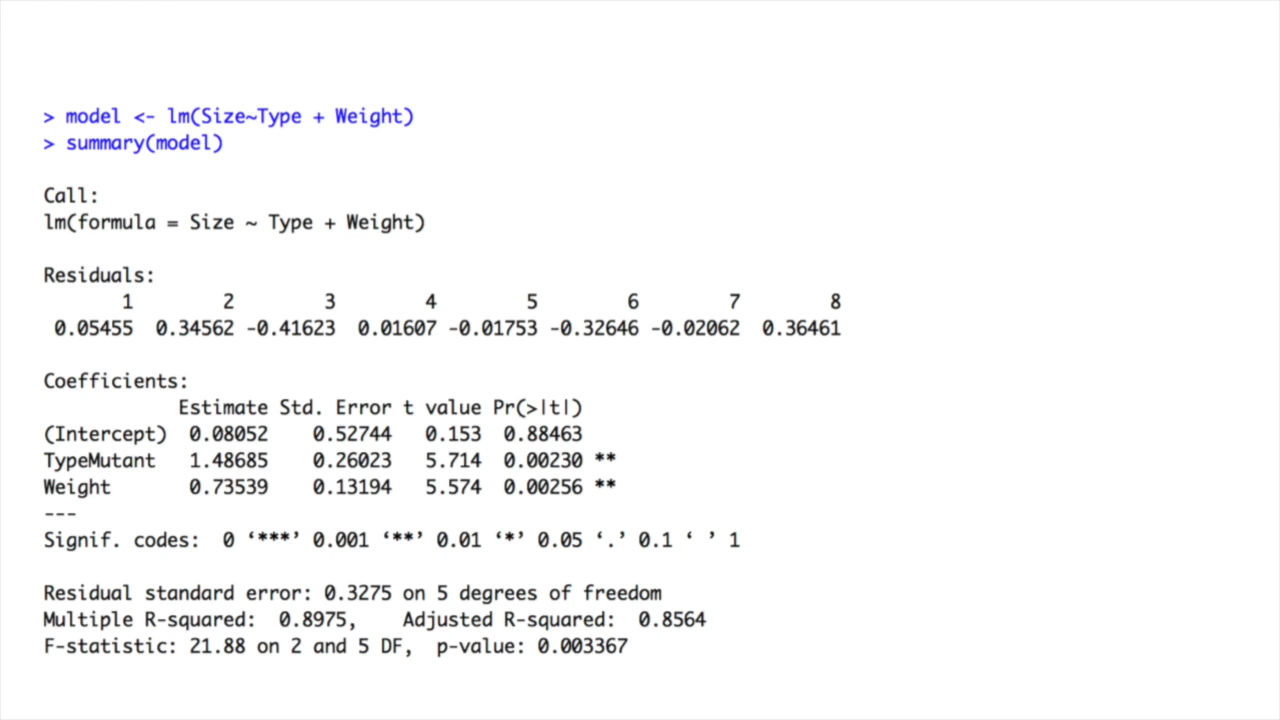 > model <- lm(Size~Type + Weight)
> summary(model)
Call:
lm(formula = Size ~ Type + Weight)
Residuals:
1 2 3 4 5 6 7 8
0.05455 0.34562 -0.41623 0.01607 -0.01753 -0.32646 -0.02062 0.36461
Coefficients:
Estimate Std. Error t value Pr(>|t|)
(Intercept) 0.08052 0.52744 0.153 0.88463
TypeMutant 1.48685 0.26023 5.714 0.00230 **
Weight 0.73539 0.13194 5.574 0.00256 **
---
Signif. codes: 0 ‘***’ 0.001 ‘**’ 0.01 ‘*’ 0.05 ‘.’ 0.1 ‘ ’ 1
Residual standard error: 0.3275 on 5 degrees of freedom
Multiple R-squared: 0.8975, Adjusted R-squared: 0.8564
F-statistic: 21.88 on 2 and 5 DF, p-value: 0.003367